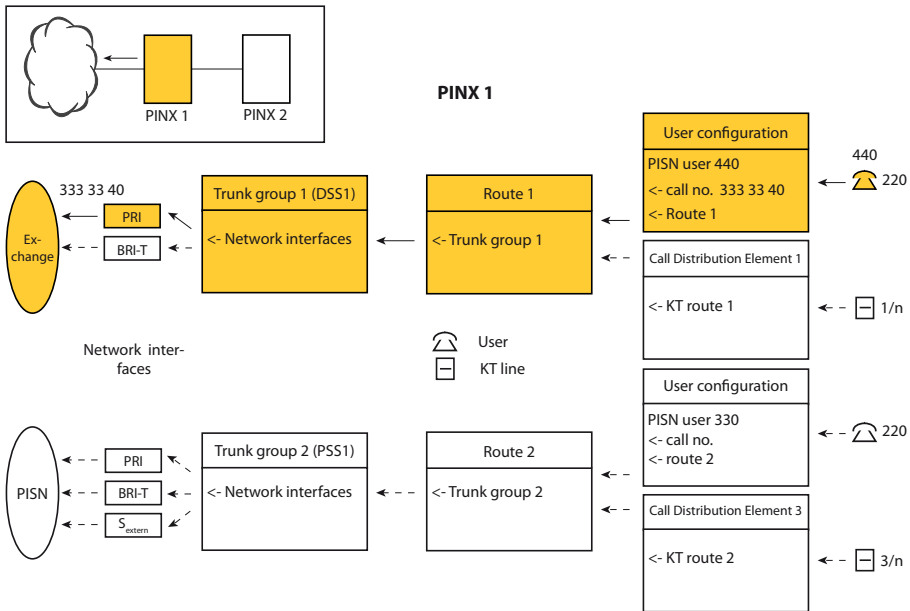 PINX 1
PINX 2
PINX 1
User configuration
PISN user 440
<- call no. 333 33 40
<- Route 1
440
220
333 33 40
Trunk group 1 (DSS1)
<- Network interfaces
Route 1
<- Trunk group 1
PRI
BRI-T
Ex-
change
Call Distribution Element 1
<- KT route 1
1/n
Network inter-
faces
User
KT line
User configuration
PISN user 330
<- call no.
<- route 2
220
Trunk group 2 (PSS1)
<- Network interfaces
Route 2
<- Trunk group 2
PRI
BRI-T
S extern
PISN
Call Distribution Element 3
<- KT route 2
3/n